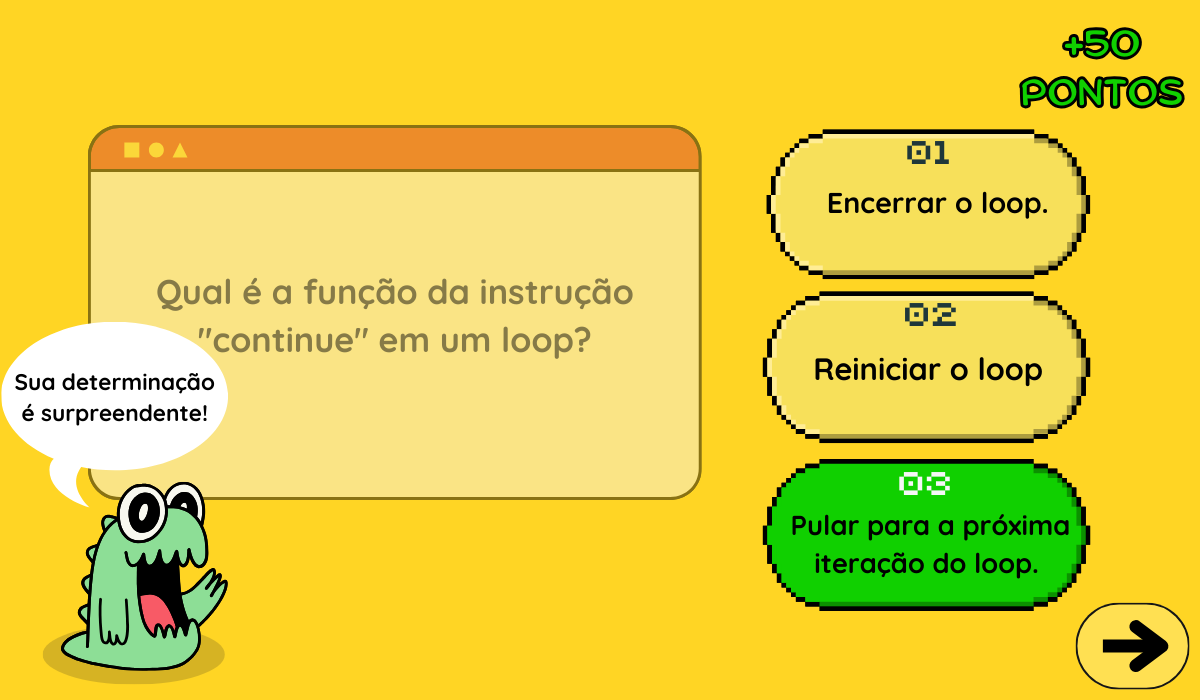 +50
PONTOS
Qual é a função da instrução
"continue" em um loop?
Sua determinação
é surpreendente!
01
Encerrar o loop.
02
Reiniciar o loop
03
Pular para a próxima
iteração do loop.